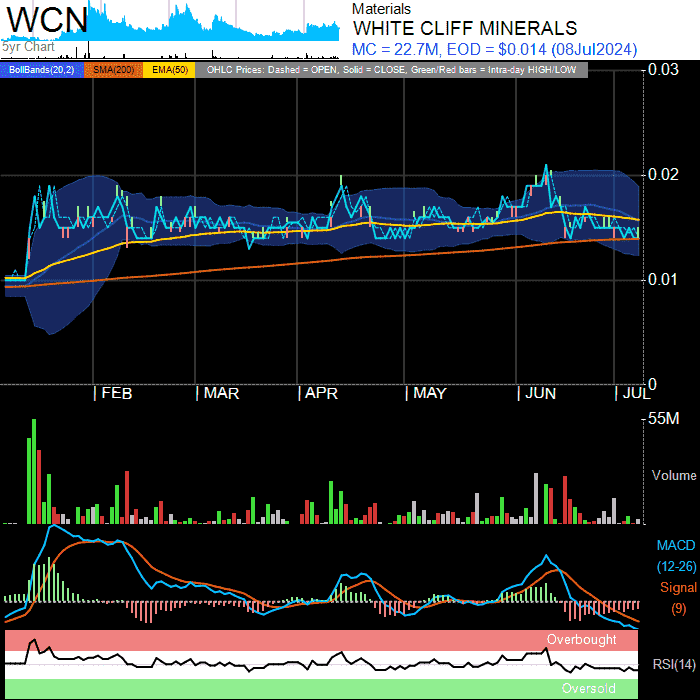 WCN
5yr Chart
Materials
WHITE CLIFF MINERALS
MC = 22.7M, EOD = $0.014 (08Jul2024)
BollBands(20,2) SMA(200) EMA(50) OHLC Prices: Dashed = OPEN, Solid = CLOSE, Green/Red bars = Intra-day HIGH/LOW
0.03
0.02
0.01
0
FEB MAR APR MAY JUN JUL
55M
Volume
MACD
(12-26)
Signal
(9)
Overbought
RSI(14)
Oversold